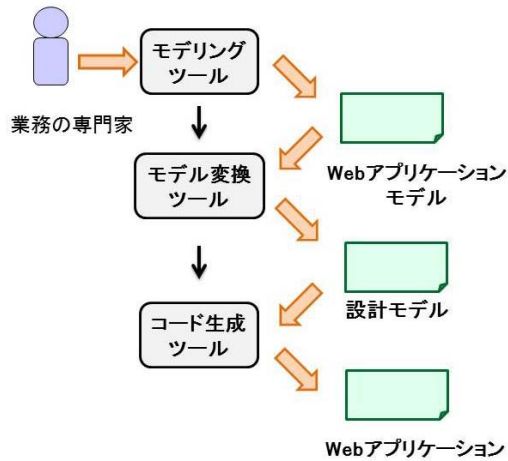 モデリング
ツール
業務の専門家
Webアプリケーション
モデル
モデル変換
ツール
設計モデル
コード生成
ツール
Webアプリケーション